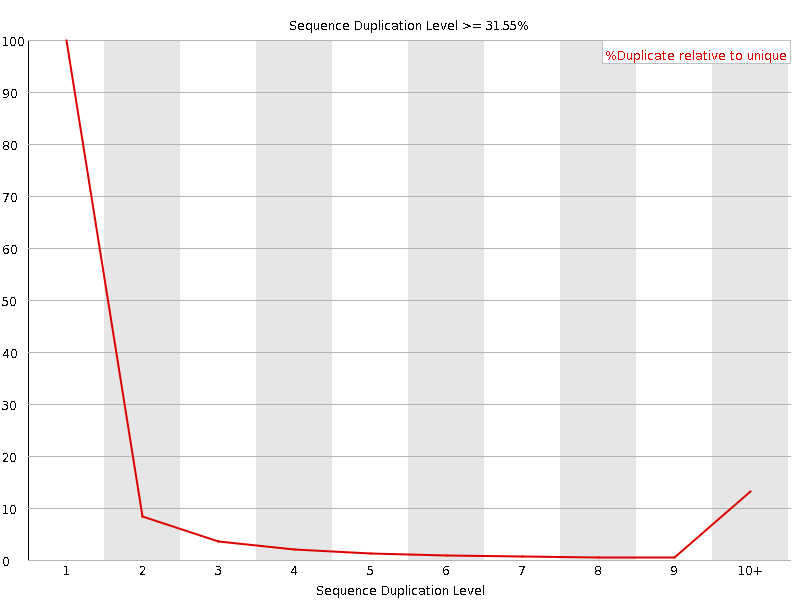 Sequence Duplication Level >= 31.55%
%Duplicate relative to unique
100
90
80
70
60
50
40
30
20
10
0
1 2 3 4 5 6 7 8 9 10+
Sequence Duplication Level